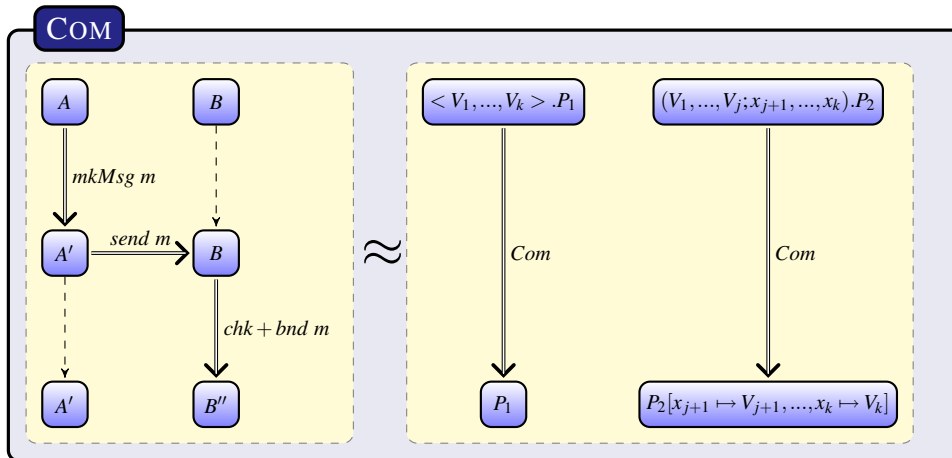 COM
A B < V₁,...,Vₖ > .P₁ (V₁,...,Vⱼ;xⱼ₊₁,...,xₖ).P₂
mkMsg m
A′ send m B ≈ Com Com
chk + bnd m
A′ B′′ P₁ P₂[xⱼ₊₁ ↦ Vⱼ₊₁,...,xₖ ↦ Vₖ]